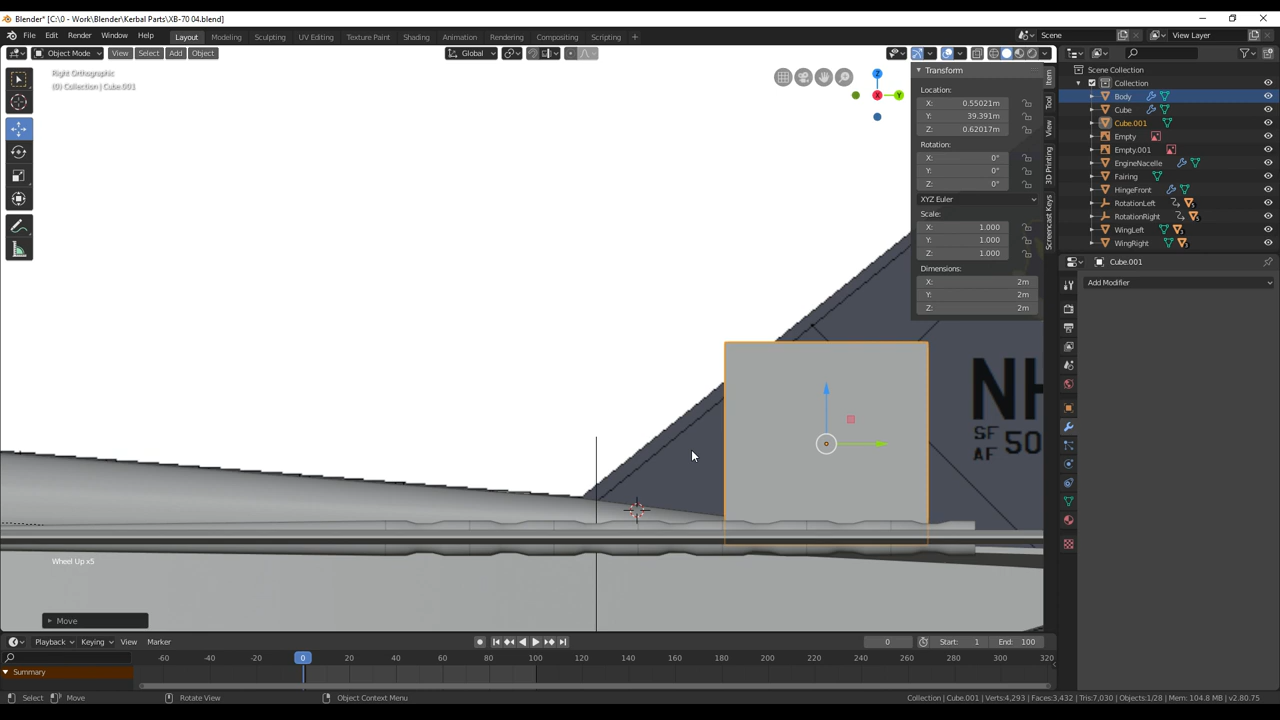 Blender* [C:\0 - Work\Blender\Kerbal Parts\XB-70 04.blend]
File Edit Render Window Help Layout Modeling Sculpting UV Editing Texture Paint Shading Animation Rendering Compositing Scripting + Scene View Layer
Object Mode View Select Add Object Global
Right Orthographic
(0) Collection | Cube.001
Z
X
Y
Transform
Location:
X: 0.55021m
Y: 39.391m
Z: 0.62017m
Rotation:
X: 0°
Y: 0°
Z: 0°
XYZ Euler
Scale:
X: 1.000
Y: 1.000
Z: 1.000
Dimensions:
X: 2m
Y: 2m
Z: 2m
Item
Tool
View
3D Printing
Screencast Keys
Scene Collection
Collection
Body
Cube
Cube.001
Empty
Empty.001
EngineNacelle
Fairing
HingeFront
RotationLeft
RotationRight
WingLeft
WingRight
Cube.001
Add Modifier
NH
SF
AF 50
Wheel Up x5
Move
Playback Keying View Marker 0 Start: 1 End: 100
-60 -40 -20 0 20 40 60 80 100 120 140 160 180 200 220 240 260 280 300 320
Summary
Select Move Rotate View Object Context Menu Collection | Cube.001 | Verts:4,293 | Faces:3,432 | Tris:7,030 | Objects:1/28 | Mem: 104.8 MB | v2.80.75